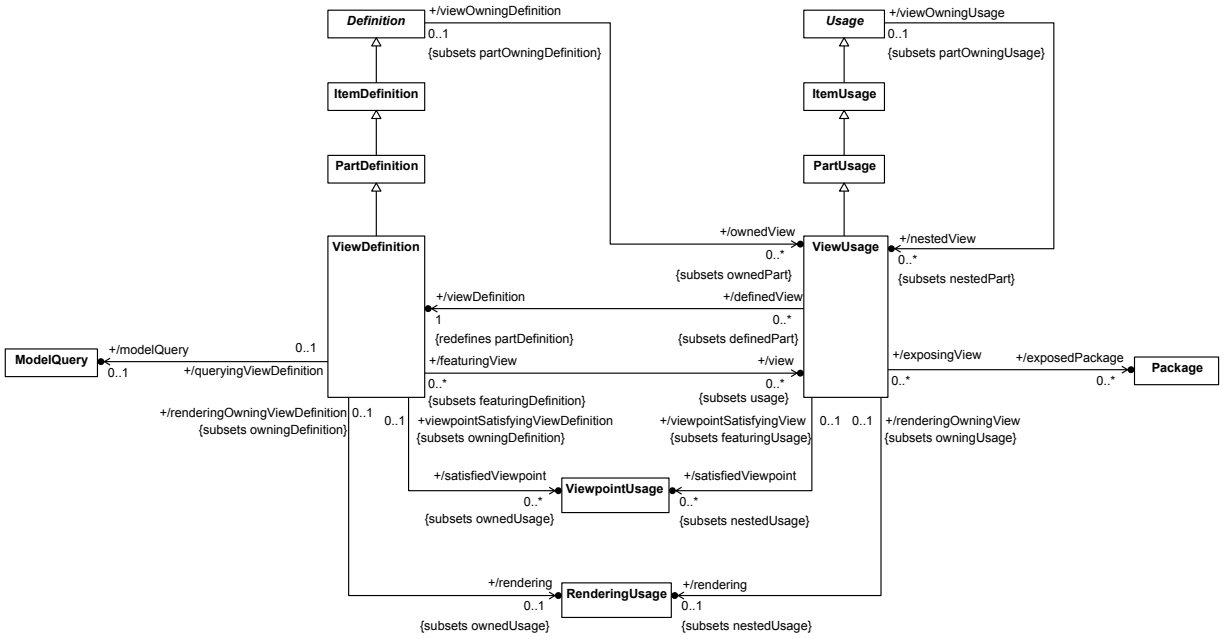 Definition
+/viewOwningDefinition
0..1
{subsets partOwningDefinition}
Usage
+/viewOwningUsage
0..1
{subsets partOwningUsage}
ItemDefinition
ItemUsage
PartDefinition
PartUsage
ViewDefinition
+/ownedView
0..*
{subsets ownedPart}
ViewUsage
+/nestedView
0..*
{subsets nestedPart}
+/viewDefinition
1
{redefines partDefinition}
+/definedView
0..*
{subsets definedPart}
ModelQuery
+/modelQuery
0..1
0..1
+/queryingViewDefinition
+/featuringView
0..*
{subsets featuringDefinition}
+/view
0..*
{subsets usage}
+/exposingView
0..*
+/exposedPackage
0..*
Package
+/renderingOwningViewDefinition
0..1
{subsets owningDefinition}
0..1
+viewpointSatisfyingViewDefinition
{subsets owningDefinition}
+/viewpointSatisfyingView
0..1
{subsets featuringUsage}
0..1
+/renderingOwningView
{subsets owningUsage}
+/satisfiedViewpoint
0..*
{subsets ownedUsage}
ViewpointUsage
+/satisfiedViewpoint
0..*
{subsets nestedUsage}
+/rendering
0..1
{subsets ownedUsage}
RenderingUsage
+/rendering
0..1
{subsets nestedUsage}